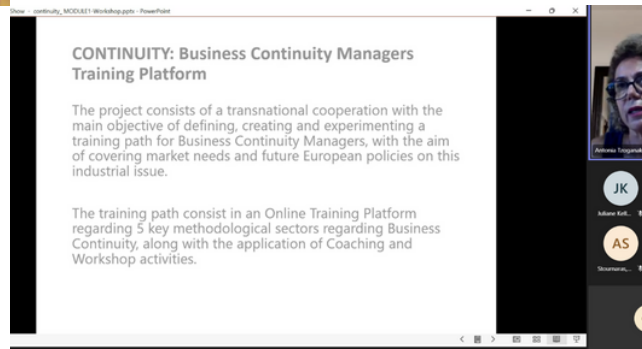 Show - continuity_MODULE1-Workshop.pptx - PowerPoint
CONTINUITY: Business Continuity Managers
Training Platform
The project consists of a transnational cooperation with the
main objective of defining, creating and experimenting a
training path for Business Continuity Managers, with the aim
of covering market needs and future European policies on this
industrial issue.
The training path consist in an Online Training Platform
regarding 5 key methodological sectors regarding Business
Continuity, along with the application of Coaching and
Workshop activities.
Antonia
JK
Juliane
AS
Stournaras,...